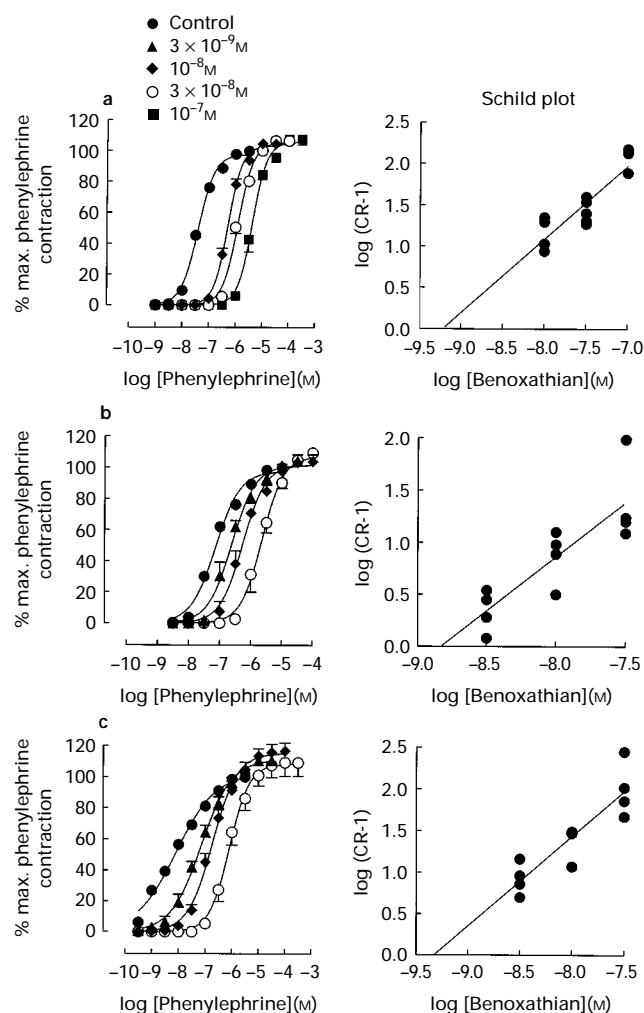 Control
3 × 10⁻⁹M
10⁻⁸M
3 × 10⁻⁸M
10⁻⁷M
a
Schild plot
% max. phenylephrine
contraction
120
100
80
60
40
20
0
−10 −9 −8 −7 −6 −5 −4 −3
log [Phenylephrine](M)
log (CR-1)
2.5
2.0
1.5
1.0
0.5
0.0
−9.5 −9.0 −8.5 −8.0 −7.5 −7.0
log [Benoxathian](M)
b
% max. phenylephrine
contraction
120
100
80
60
40
20
0
−10 −9 −8 −7 −6 −5 −4
log [Phenylephrine](M)
log (CR-1)
2.0
1.5
1.0
0.5
0.0
−9.0 −8.5 −8.0 −7.5
log [Benoxathian](M)
c
% max. phenylephrine
contraction
120
100
80
60
40
20
0
−10 −9 −8 −7 −6 −5 −4 −3
log [Phenylephrine](M)
log (CR-1)
2.5
2.0
1.5
1.0
0.5
0.0
−9.5 −9.0 −8.5 −8.0 −7.5
log [Benoxathian](M)